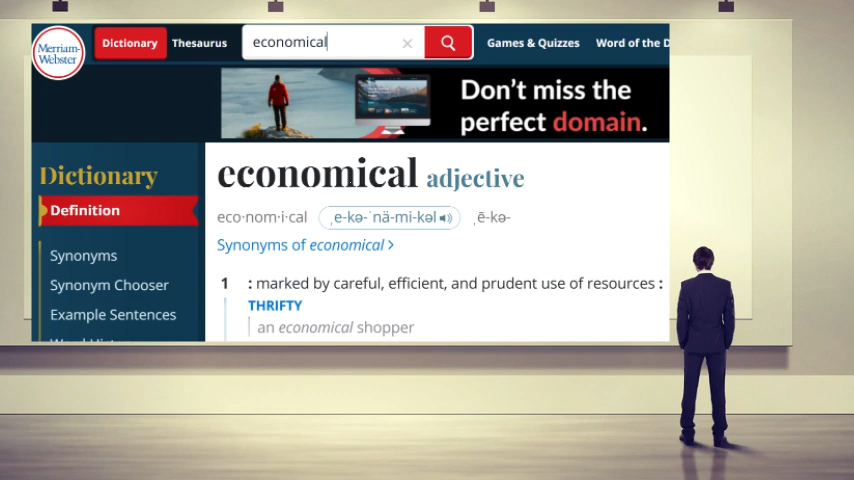 Merriam-
Webster
Dictionary
Thesaurus
economical
Games & Quizzes
Word of the D
Don't miss the
perfect domain.
Dictionary
Definition
Synonyms
Synonym Chooser
Example Sentences
economical adjective
eco·nom·i·cal ˌe-kə-ˈnä-mi-kəl ˌē-kə-
Synonyms of economical >
1 : marked by careful, efficient, and prudent use of resources :
THRIFTY
an economical shopper